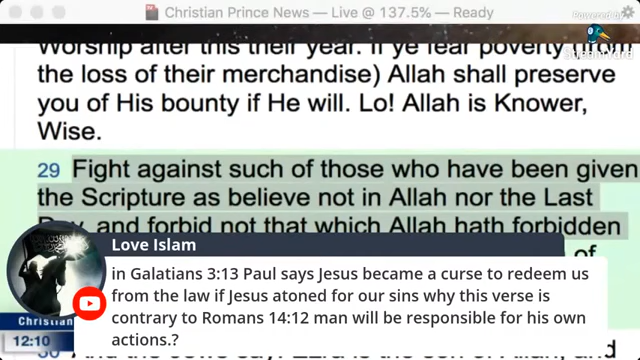 Christian Prince News — Live @ 137.5% — Ready
Powered by
StreamYard
Worship after this their year. If ye fear poverty (from
the loss of their merchandise) Allah shall preserve
you of His bounty if He will. Lo! Allah is Knower,
Wise.
29 Fight against such of those who have been given
the Scripture as believe not in Allah nor the Last
Day, and forbid not that which Allah hath forbidden
of
Love Islam
in Galatians 3:13 Paul says Jesus became a curse to redeem us
from the law if Jesus atoned for our sins why this verse is
contrary to Romans 14:12 man will be responsible for his own
actions.?
Christian
12:10
30 And the Jews say: Ezra is the son of Allah, and